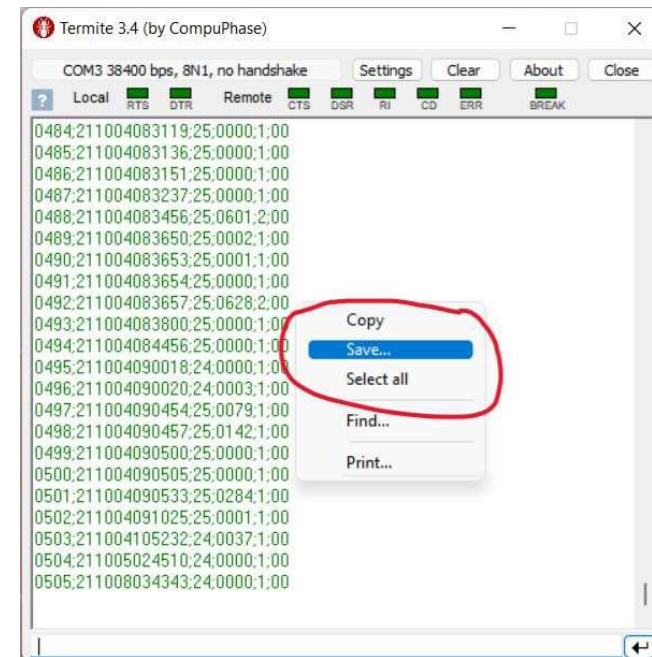 Termite 3.4 (by CompuPhase)
COM3 38400 bps, 8N1, no handshake Settings Clear About Close
? Local RTS DTR Remote CTS DSR RI CD ERR BREAK
0484;211004083119;25;0000;1;00
0485;211004083136;25;0000;1;00
0486;211004083151;25;0000;1;00
0487;211004083237;25;0000;1;00
0488;211004083456;25;0601;2;00
0489;211004083650;25;0002;1;00
0490;211004083653;25;0001;1;00
0491;211004083654;25;0000;1;00
0492;211004083657;25;0628;2;00
0493;211004083800;25;0000;1;00
0494;211004084456;25;0000;1;00
0495;211004090018;24;0000;1;00
0496;211004090020;24;0003;1;00
0497;211004090454;25;0079;1;00
0498;211004090457;25;0142;1;00
0499;211004090500;25;0000;1;00
0500;211004090505;25;0000;1;00
0501;211004090533;25;0284;1;00
0502;211004091025;25;0001;1;00
0503;211004105232;24;0037;1;00
0504;211005024510;24;0000;1;00
0505;211008034343;24;0000;1;00
Copy
Save...
Select all
Find...
Print...